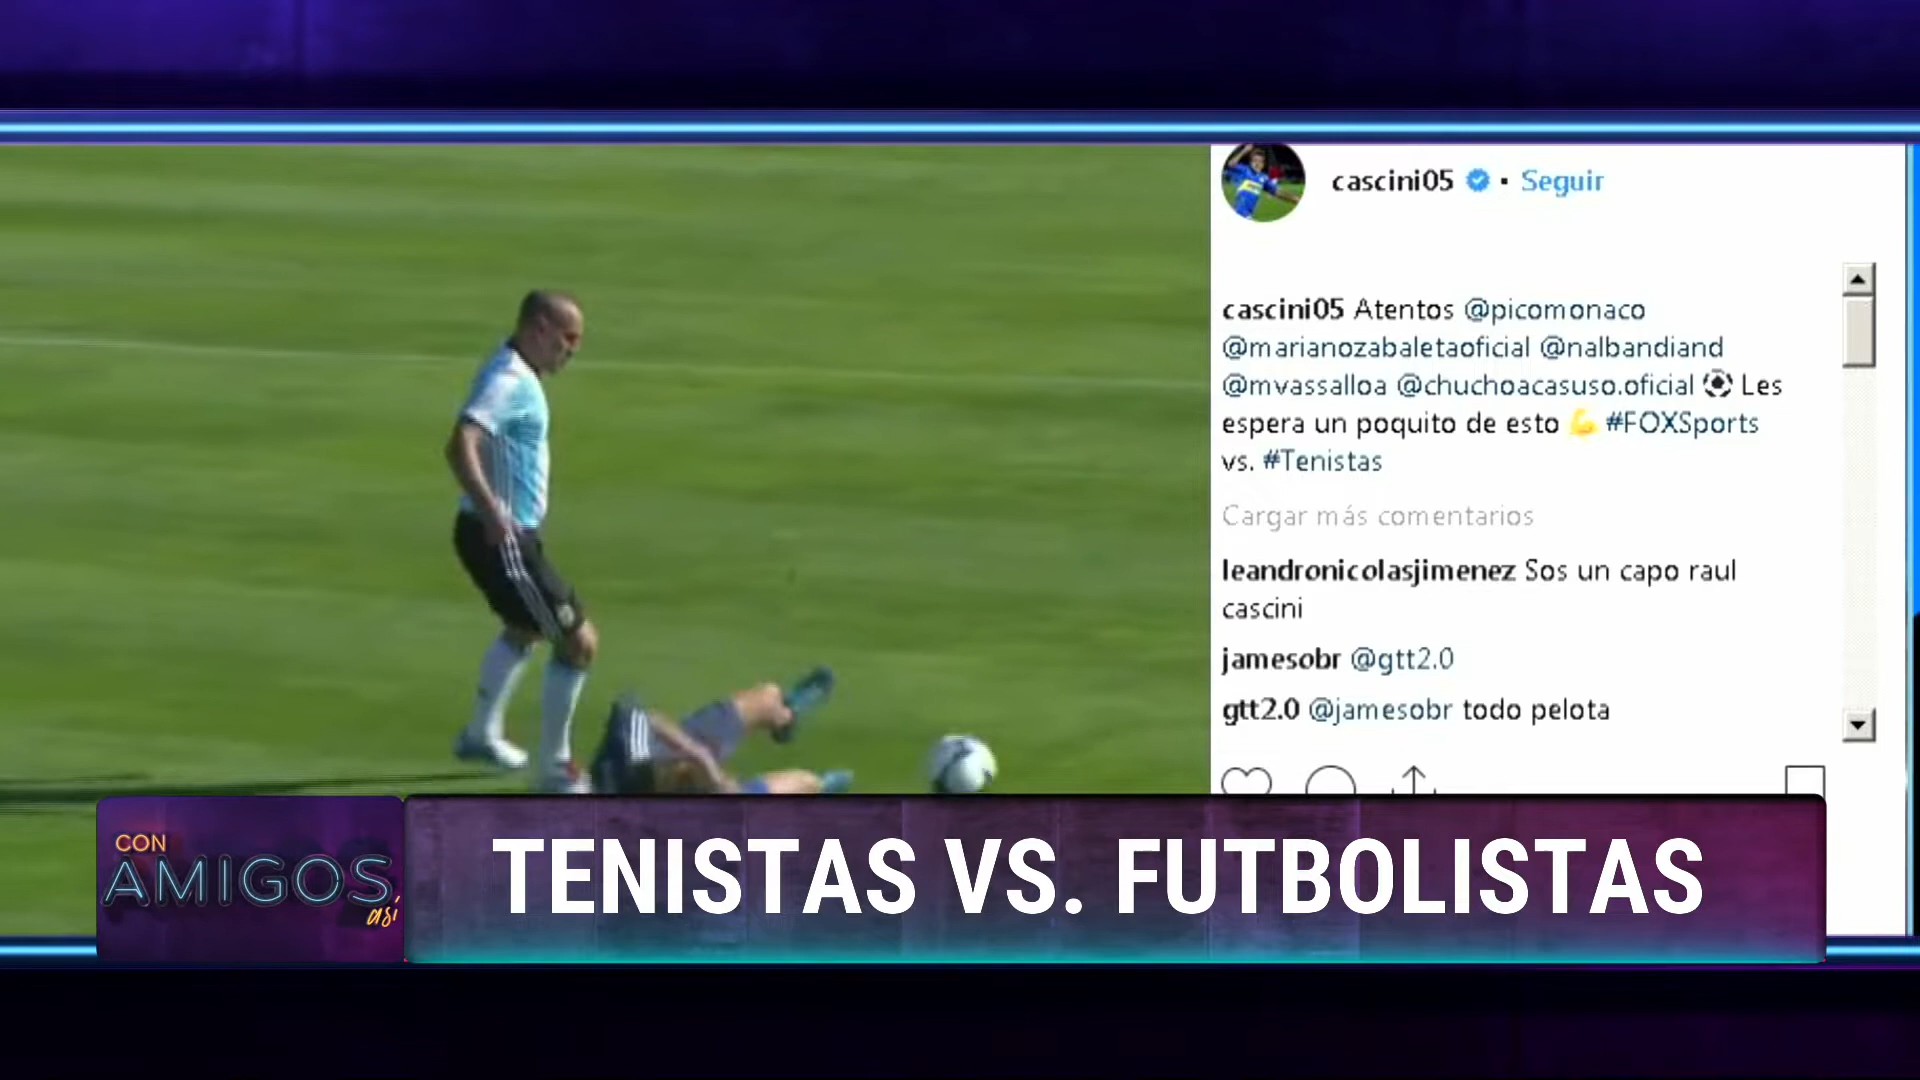 cascini05 • Seguir
cascini05 Atentos @picomonaco
@marianozabaletaoficial @nalbandiand
@mvassalloa @chuchoacasuso.oficial ⚽ Les
espera un poquito de esto 💪 #FOXSports
vs. #Tenistas
Cargar más comentarios
leandronicolasjimenez Sos un capo raul
cascini
jamesobr @gtt2.0
gtt2.0 @jamesobr todo pelota
CON
AMIGOS
así
TENISTAS VS. FUTBOLISTAS